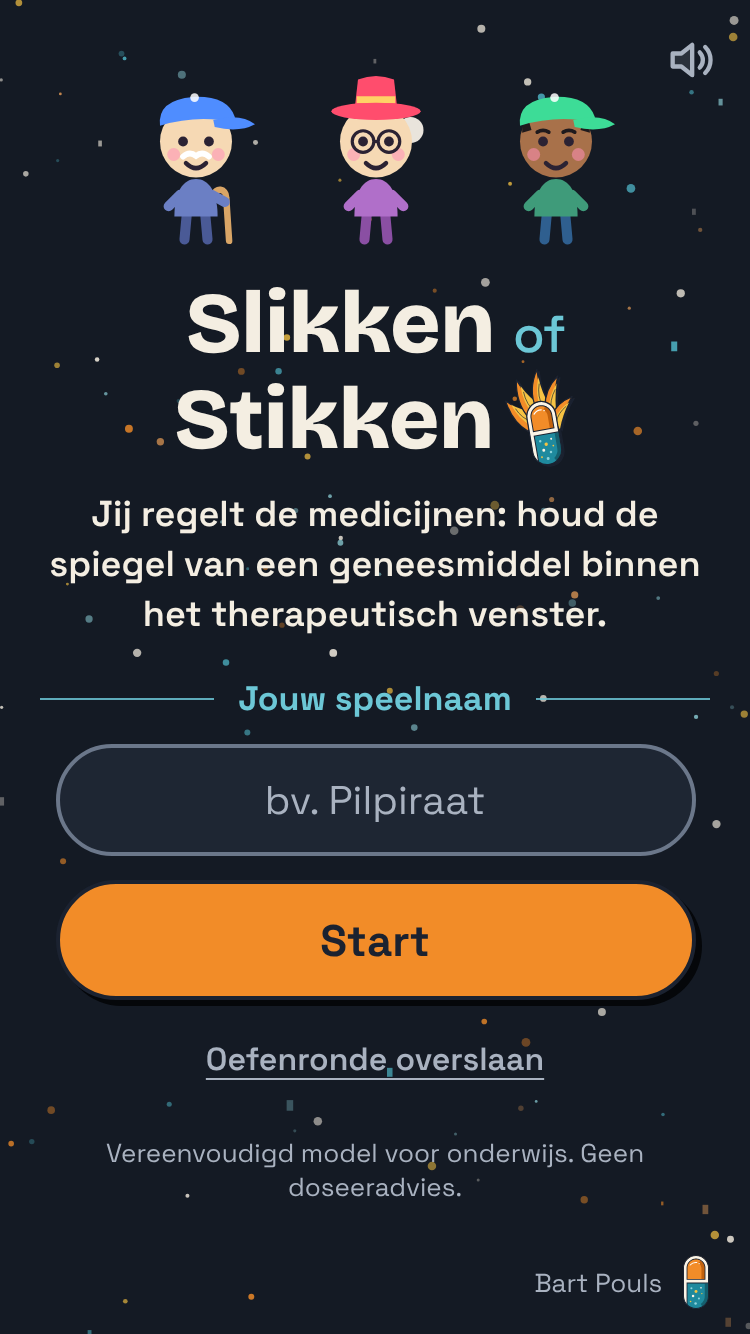 Slikken of
Stikken
Jij regelt de medicijnen: houd de
spiegel van een geneesmiddel binnen
het therapeutisch venster.
Jouw speelnaam
bv. Pilpiraat
Start
Oefenronde overslaan
Vereenvoudigd model voor onderwijs. Geen
doseeradvies.
Bart Pouls